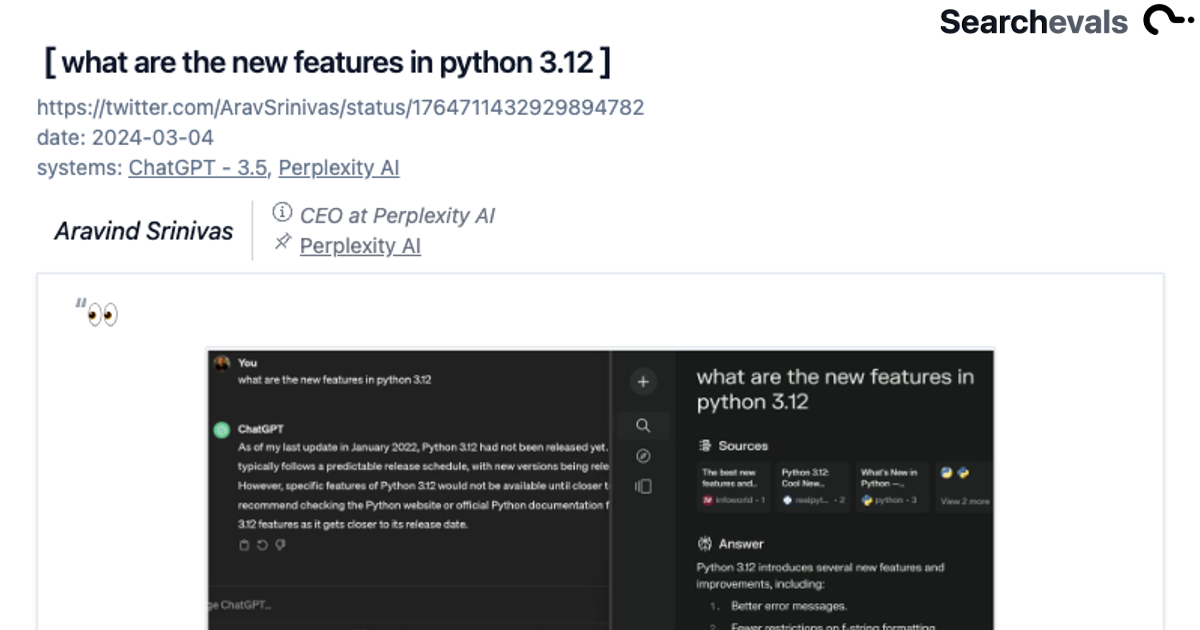 Searchevals
[ what are the new features in python 3.12 ]
https://twitter.com/AravSrinivas/status/1764711432929894782
date: 2024-03-04
systems: ChatGPT - 3.5, Perplexity AI
Aravind Srinivas
CEO at Perplexity AI
Perplexity AI
"👀
You
what are the new features in python 3.12
ChatGPT
As of my last update in January 2022, Python 3.12 had not been released yet.
typically follows a predictable release schedule, with new versions being rele
However, specific features of Python 3.12 would not be available until closer t
recommend checking the Python website or official Python documentation f
3.12 features as it gets closer to its release date.
ge ChatGPT...
what are the new features in
python 3.12
Sources
The best new
features and..
infoworld · 1
Python 3.12:
Cool New...
realpyt... · 2
What's New in
Python —...
python · 3
View 2 more
Answer
Python 3.12 introduces several new features and
improvements, including:
1. Better error messages.
2. Fewer restrictions on f-string formatting.